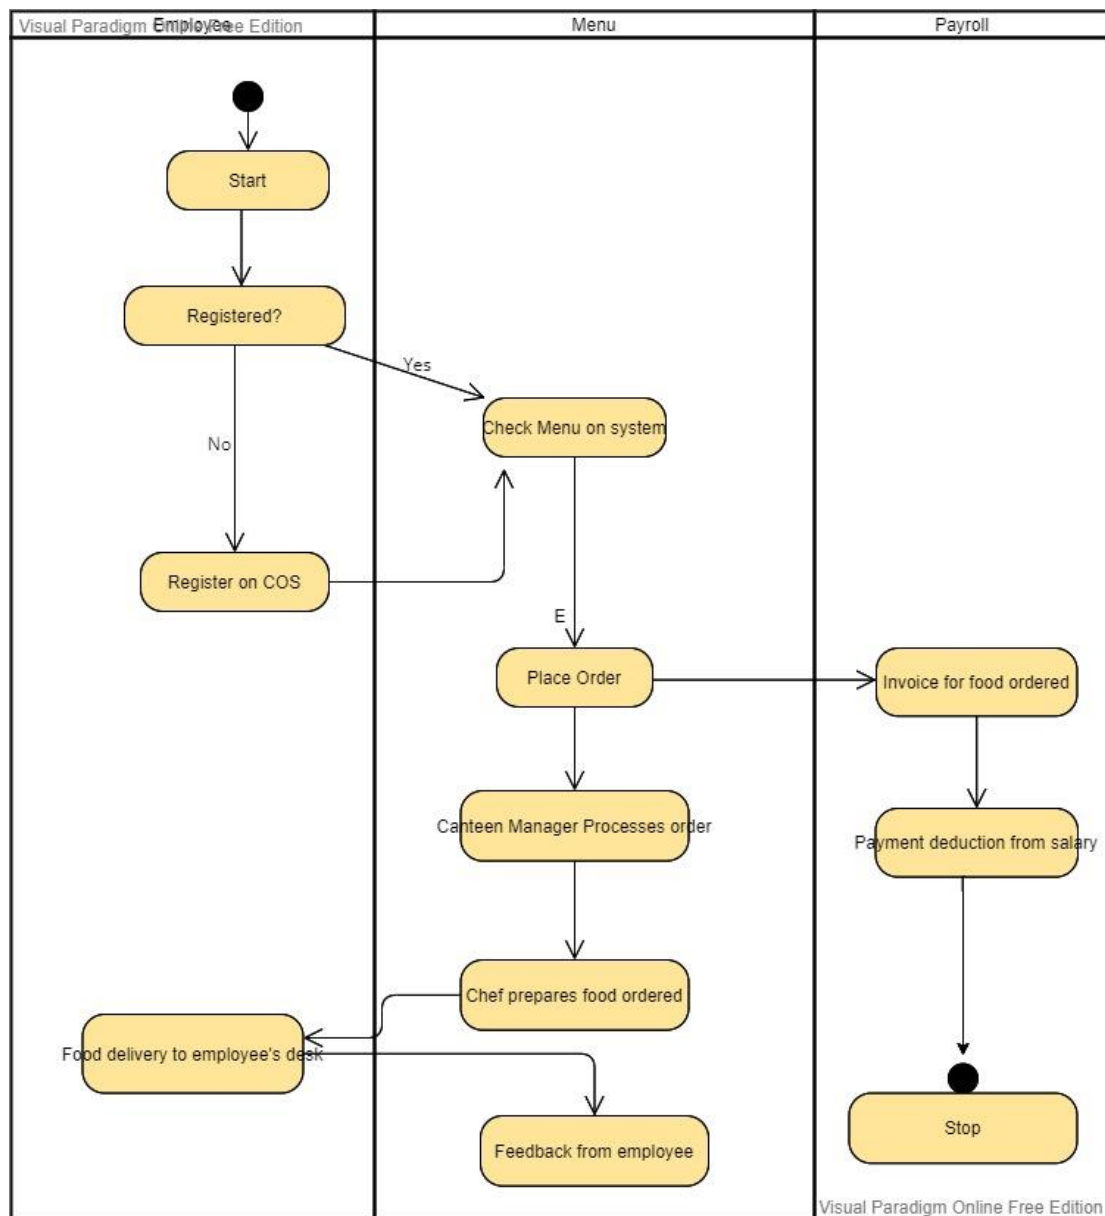 Visual Paradigm Online Free Edition
Employee
Menu
Payroll
Start
Registered?
Yes
Check Menu on system
No
Register on COS
E
Place Order
Invoice for food ordered
Canteen Manager Processes order
Payment deduction from salary
Chef prepares food ordered
Food delivery to employee's desk
Stop
Feedback from employee
Visual Paradigm Online Free Edition